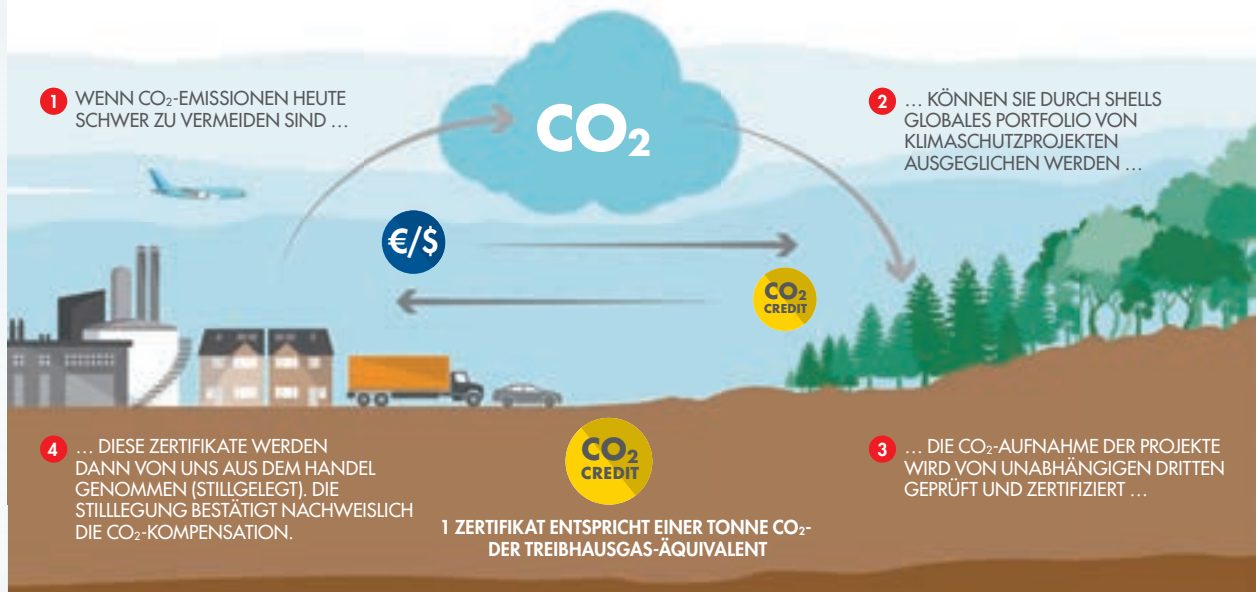 1 WENN CO₂-EMISSIONEN HEUTE
SCHWER ZU VERMEIDEN SIND …
CO₂
2 … KÖNNEN SIE DURCH SHELLS
GLOBALES PORTFOLIO VON
KLIMASCHUTZPROJEKTEN
AUSGEGLICHEN WERDEN …
€/$
CO₂
CREDIT
3 … DIE CO₂-AUFNAHME DER PROJEKTE
WIRD VON UNABHÄNGIGEN DRITTEN
GEPRÜFT UND ZERTIFIZIERT …
4 … DIESE ZERTIFIKATE WERDEN
DANN VON UNS AUS DEM HANDEL
GENOMMEN (STILLGELEGT). DIE
STILLLEGUNG BESTÄTIGT NACHWEISLICH
DIE CO₂-KOMPENSATION.
CO₂
CREDIT
1 ZERTIFIKAT ENTSPRICHT EINER TONNE CO₂-
DER TREIBHAUSGAS-ÄQUIVALENT